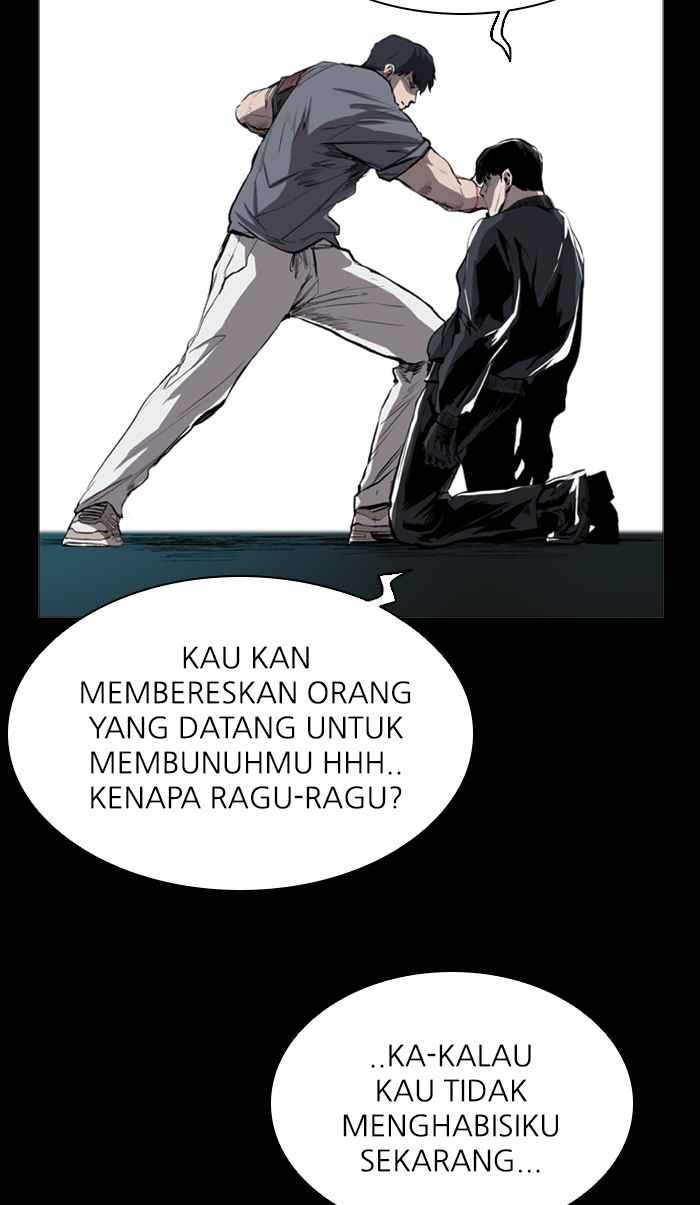 KAU KAN
MEMBERESKAN ORANG
YANG DATANG UNTUK
MEMBUNUHMU HHH..
KENAPA RAGU-RAGU?
..KA-KALAU
KAU TIDAK
MENGHABISIKU
SEKARANG...